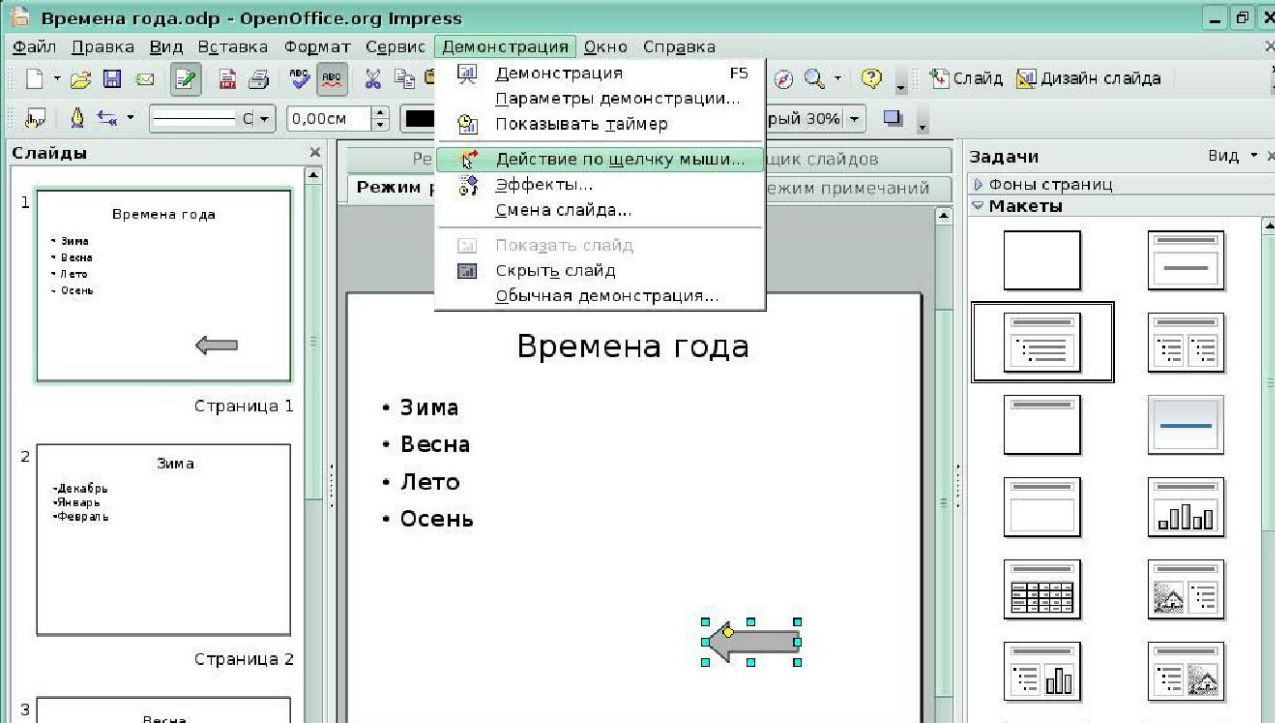 Времена года.odp - OpenOffice.org Impress
Файл Правка Вид Вставка Формат Сервис Демонстрация Окно Справка
Слайд Дизайн слайда
0,00см
рый 30%
Демонстрация F5
Параметры демонстрации...
Показывать таймер
Действие по щелчку мыши...
Эффекты...
Смена слайда...
Показать слайд
Скрыть слайд
Обычная демонстрация...
Слайды
1
Времена года
• Зима
• Весна
• Лето
• Осень
Страница 1
2
Зима
•Декабрь
•Январь
•Февраль
Страница 2
3
Весна
Ре
щик слайдов
Режим р
ежим примечаний
Времена года
• Зима
• Весна
• Лето
• Осень
Задачи Вид
Фоны страниц
Макеты